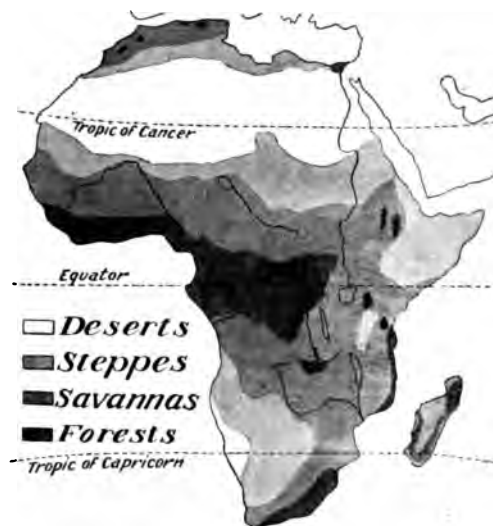 Tropic of Cancer
Equator
Deserts
Steppes
Savannas
Forests
Tropic of Capricorn